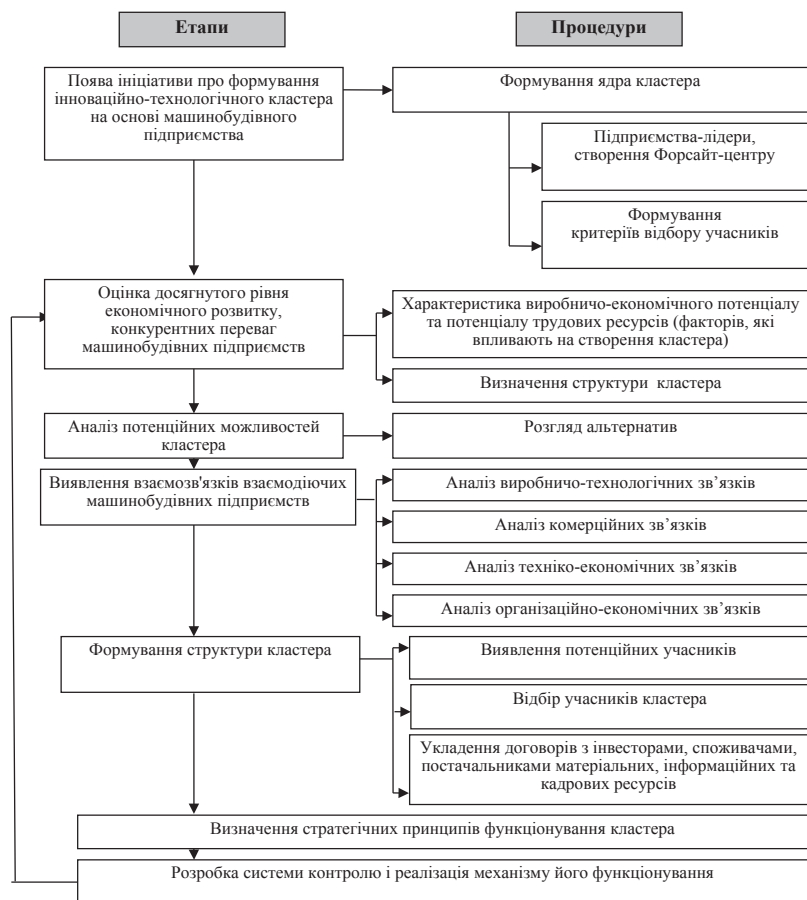 Етапи
Процедури
Поява ініціативи про формування
інноваційно-технологічного кластера
на основі машинобудівного
підприємства
Формування ядра кластера
Підприємства-лідери,
створення Форсайт-центру
Формування
критеріїв відбору учасників
Оцінка досягнутого рівня
економічного розвитку,
конкурентних переваг
машинобудівних підприємств
Характеристика виробничо-економічного потенціалу
та потенціалу трудових ресурсів (факторів, які
впливають на створення кластера)
Визначення структури кластера
Аналіз потенційних можливостей
кластера
Розгляд альтернатив
Виявлення взаємозв'язків взаємодіючих
машинобудівних підприємств
Аналіз виробничо-технологічних зв’язків
Аналіз комерційних зв’язків
Аналіз техніко-економічних зв’язків
Аналіз організаційно-економічних зв’язків
Формування структури кластера
Виявлення потенційних учасників
Відбір учасників кластера
Укладення договорів з інвесторами, споживачами,
постачальниками матеріальних, інформаційних та
кадрових ресурсів
Визначення стратегічних принципів функціонування кластера
Розробка системи контролю і реалізація механізму його функціонування